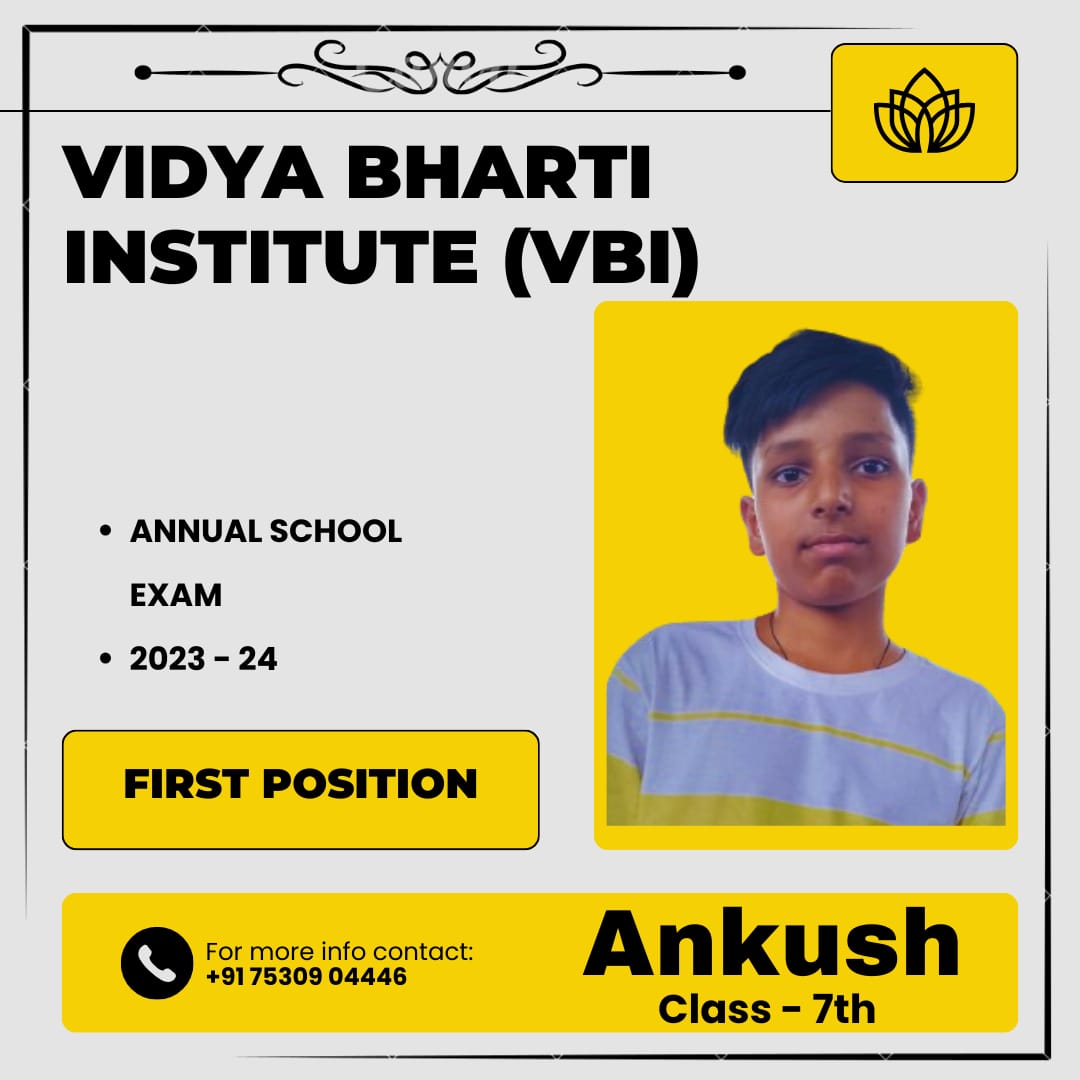 VIDYA BHARTI
INSTITUTE (VBI)
ANNUAL SCHOOL
EXAM
2023 - 24
FIRST POSITION
For more info contact:
+91 75309 04446
Ankush
Class - 7th